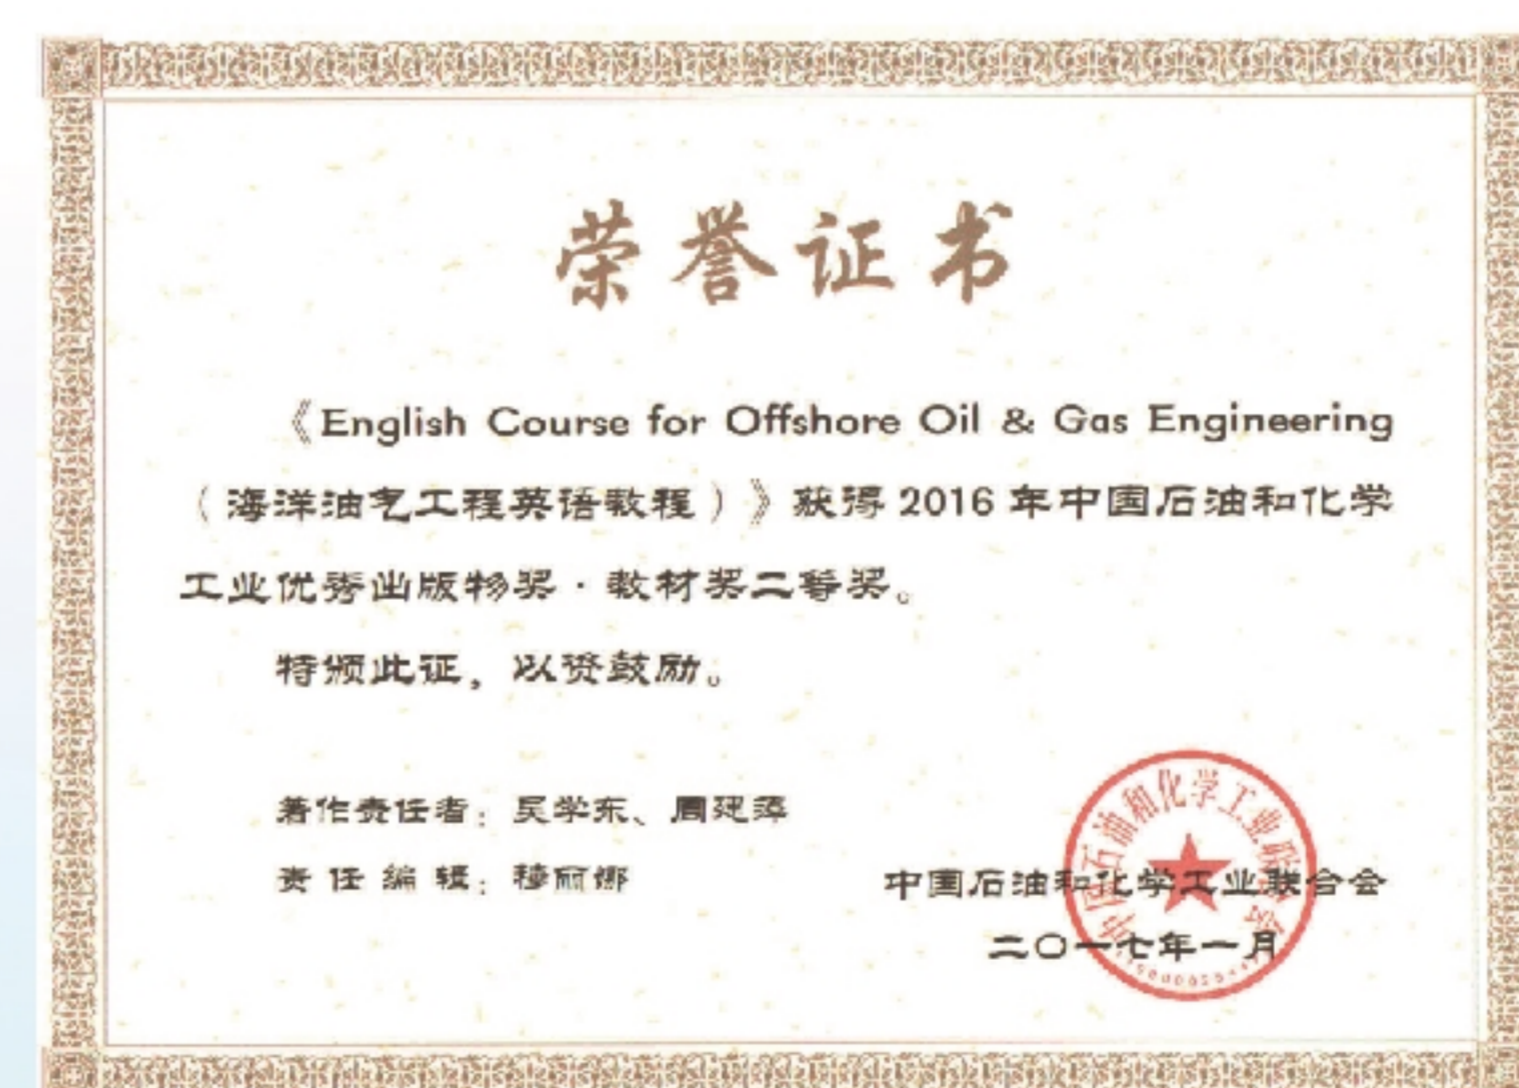 荣誉证书
《English Course for Offshore Oil & Gas Engineering
（海洋油气工程英语教程）》获得 2016 年中国石油和化学
工业优秀出版物奖·教材奖二等奖。
特颁此证，以资鼓励。
著作责任者：吴学东、周建萍
责任编辑：穆丽娜
中国石油和化学工业联合会
二〇一七年一月
中国石油和化学工业联合会